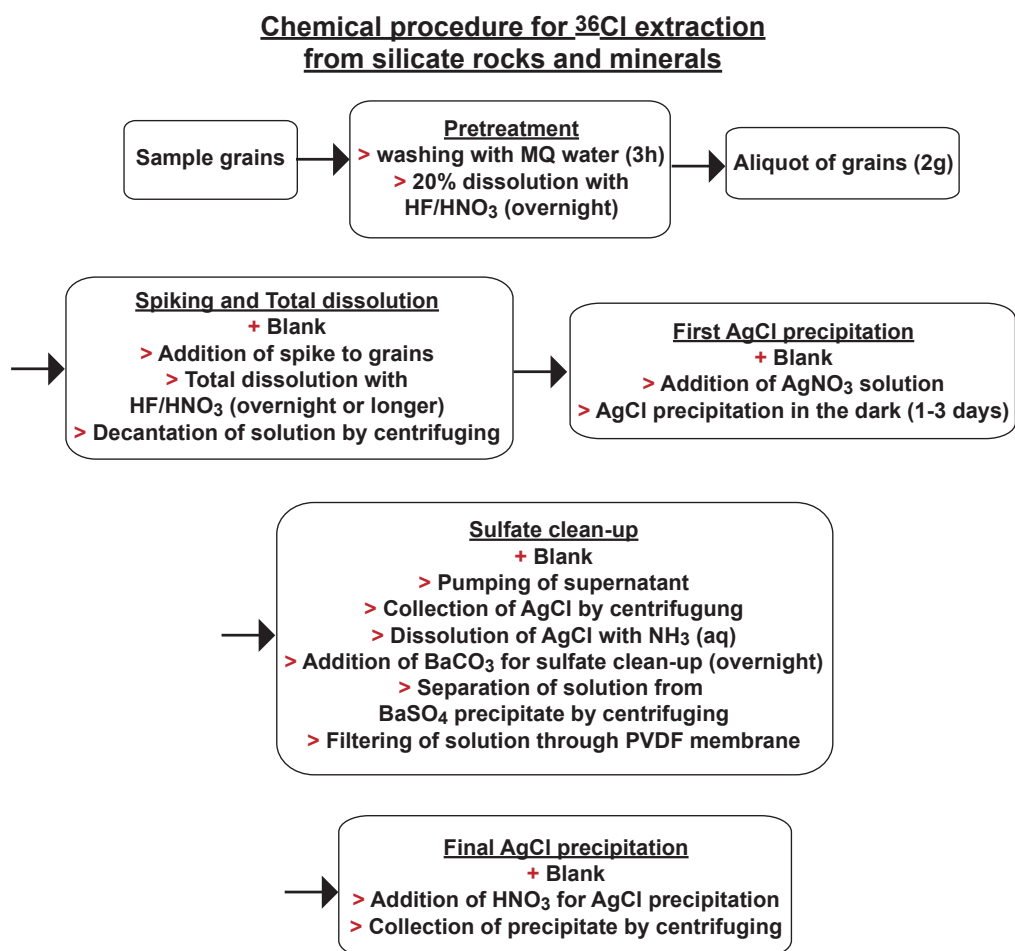 Chemical procedure for ³⁶Cl extraction
from silicate rocks and minerals
Sample grains
Pretreatment
> washing with MQ water (3h)
> 20% dissolution with
HF/HNO₃ (overnight)
Aliquot of grains (2g)
Spiking and Total dissolution
+ Blank
> Addition of spike to grains
> Total dissolution with
HF/HNO₃ (overnight or longer)
> Decantation of solution by centrifuging
First AgCl precipitation
+ Blank
> Addition of AgNO₃ solution
> AgCl precipitation in the dark (1-3 days)
Sulfate clean-up
+ Blank
> Pumping of supernatant
> Collection of AgCl by centrifugung
> Dissolution of AgCl with NH₃ (aq)
> Addition of BaCO₃ for sulfate clean-up (overnight)
> Separation of solution from
BaSO₄ precipitate by centrifuging
> Filtering of solution through PVDF membrane
Final AgCl precipitation
+ Blank
> Addition of HNO₃ for AgCl precipitation
> Collection of precipitate by centrifuging